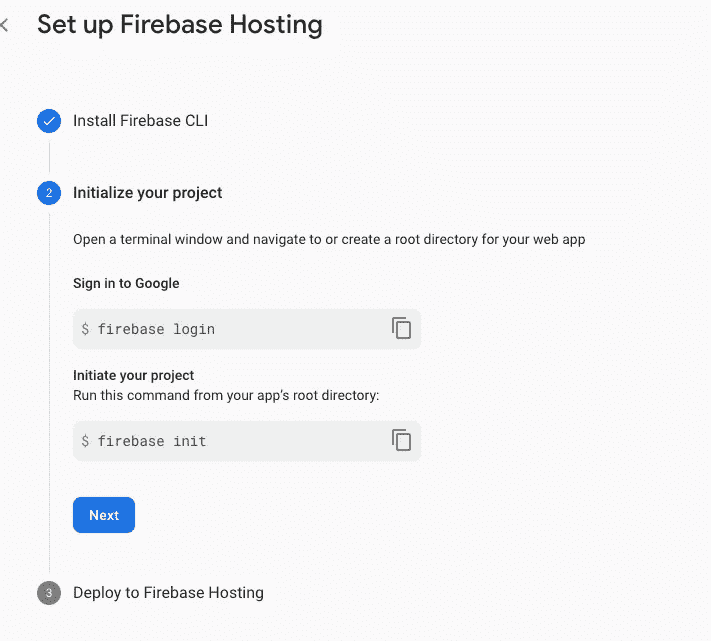 Set up Firebase Hosting
Install Firebase CLI
2 Initialize your project
Open a terminal window and navigate to or create a root directory for your web app
Sign in to Google
$ firebase login
Initiate your project
Run this command from your app's root directory:
$ firebase init
Next
3 Deploy to Firebase Hosting